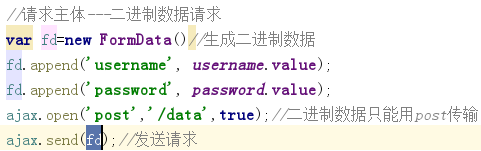 //请求主体---二进制数据请求
var fd=new FormData()//生成二进制数据
fd.append('username', username.value);
fd.append('password', password.value);
ajax.open('post','/data',true);//二进制数据只能用post传输
ajax.send(fd);//发送请求